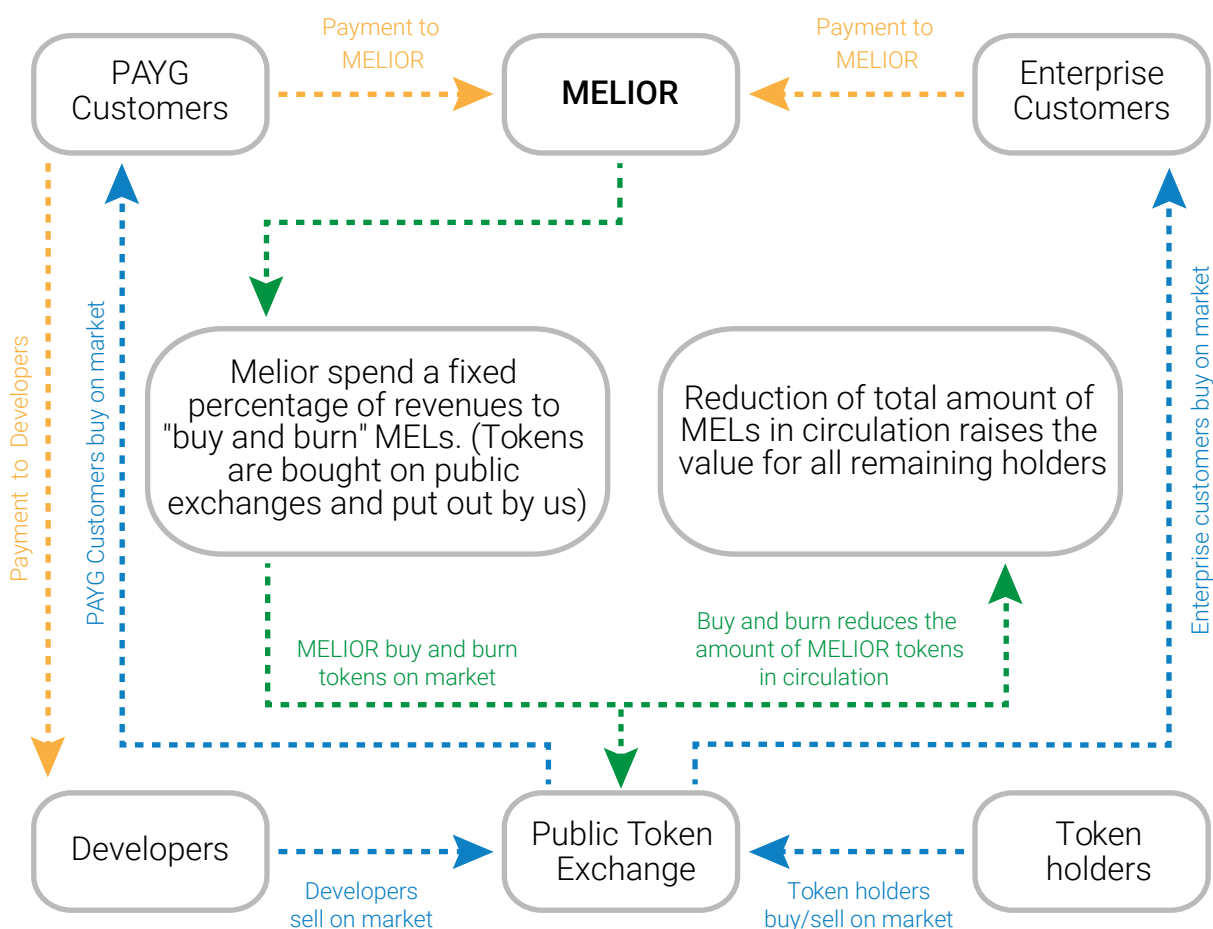 Payment to
MELIOR
Payment to
MELIOR
PAYG
Customers
MELIOR
Enterprise
Customers
Payment to Developers
PAYG Customers buy on market
Enterprise customers buy on market
Melior spend a fixed
percentage of revenues to
"buy and burn" MELs. (Tokens
are bought on public
exchanges and put out by us)
Reduction of total amount of
MELs in circulation raises the
value for all remaining holders
MELIOR buy and burn
tokens on market
Buy and burn reduces the
amount of MELIOR tokens
in circulation
Developers
Public Token
Exchange
Token
holders
Developers
sell on market
Token holders
buy/sell on market